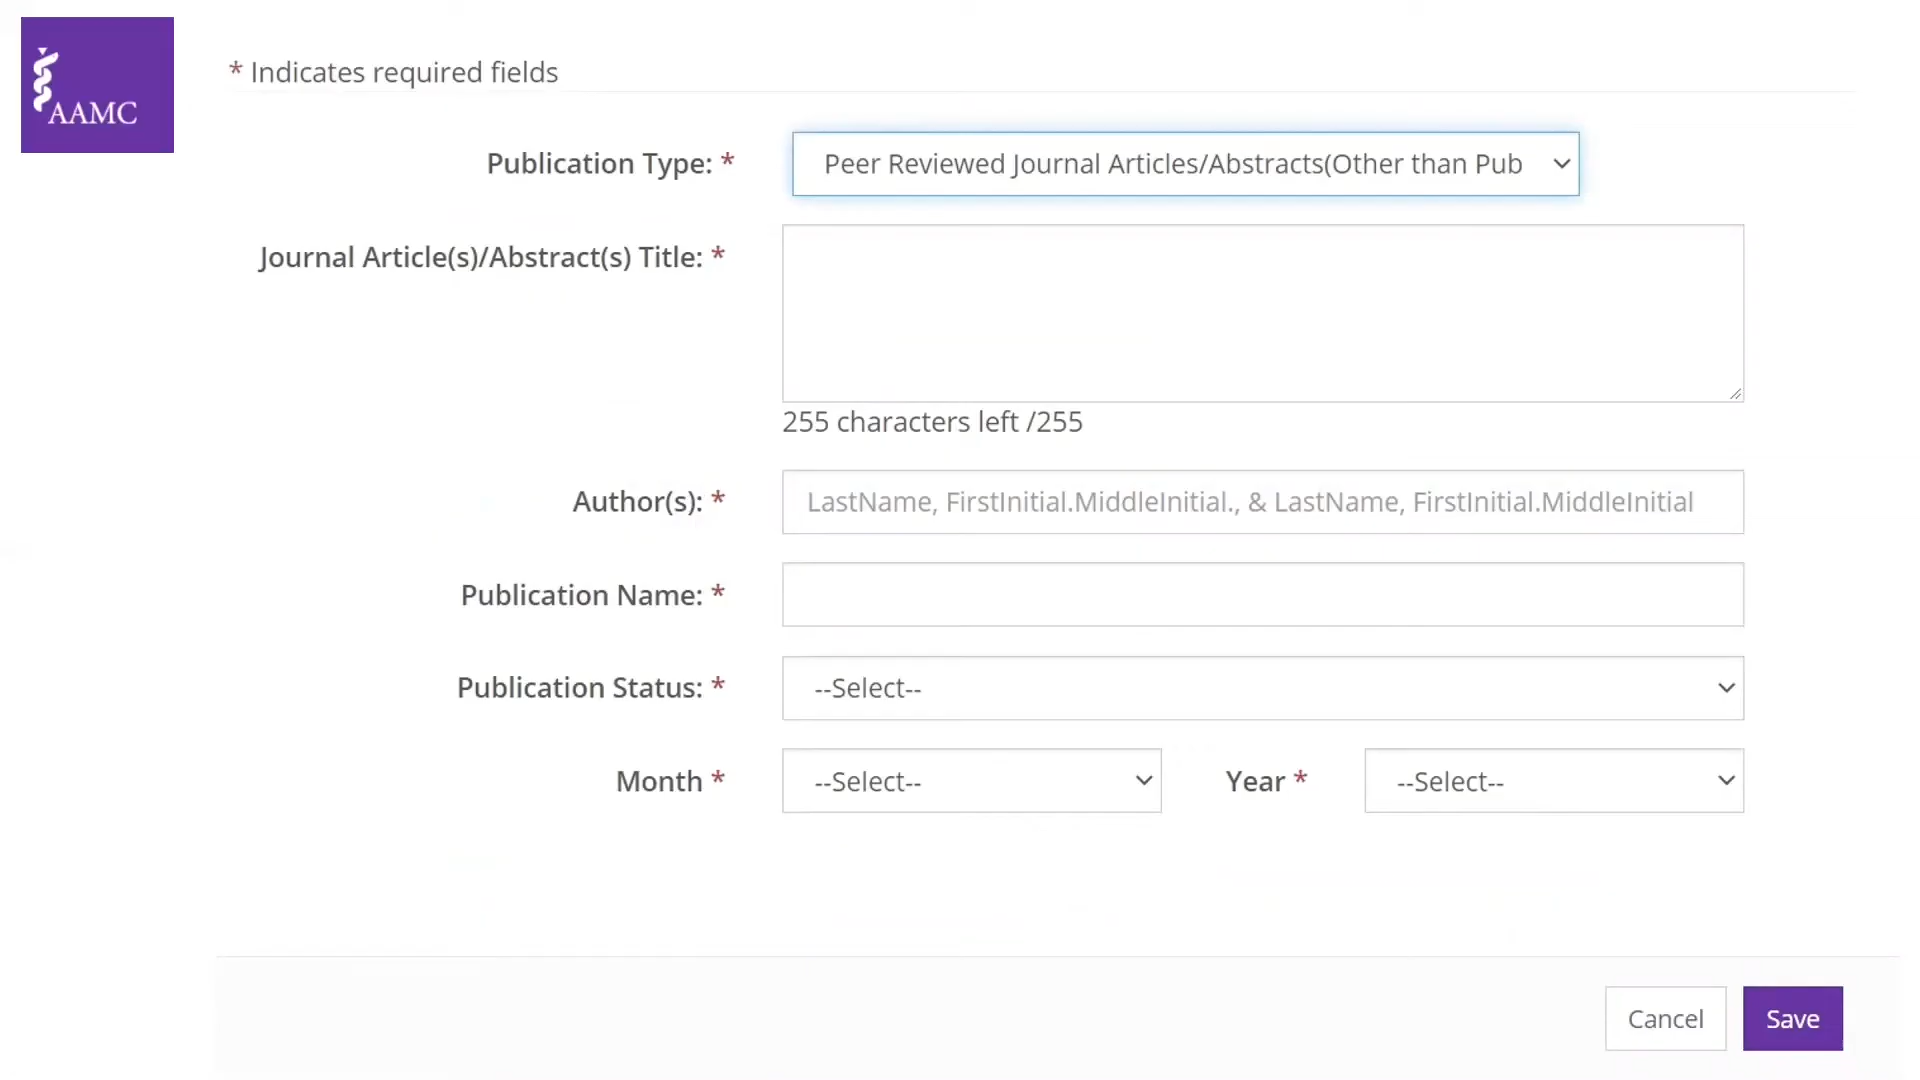 AAMC
* Indicates required fields
Publication Type: * Peer Reviewed Journal Articles/Abstracts(Other than Pub
Journal Article(s)/Abstract(s) Title: *
255 characters left /255
Author(s): * LastName, FirstInitial.MiddleInitial., & LastName, FirstInitial.MiddleInitial
Publication Name: *
Publication Status: * --Select--
Month * --Select-- Year * --Select--
Cancel Save